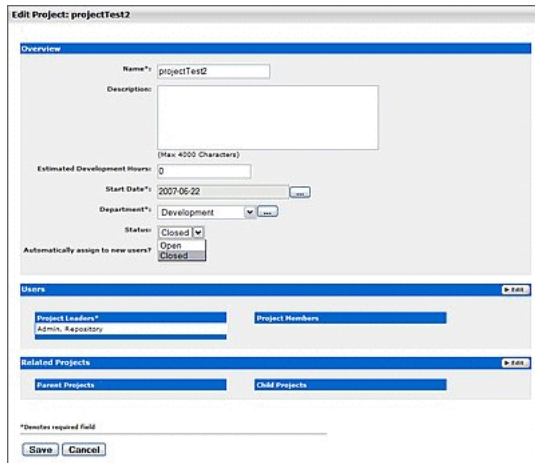 Edit Project: projectTest2
Overview
Name*: projectTest2
Description:
(Max 4000 Characters)
Estimated Development Hours: 0
Start Date*: 2007-06-22 ...
Department*: Development ...
Status: Closed
Automatically assign to new users?
Open
Closed
Users Edit
Project Leaders* Project Members
Admin, Repository
Related Projects Edit
Parent Projects Child Projects
*Denotes required field
Save Cancel